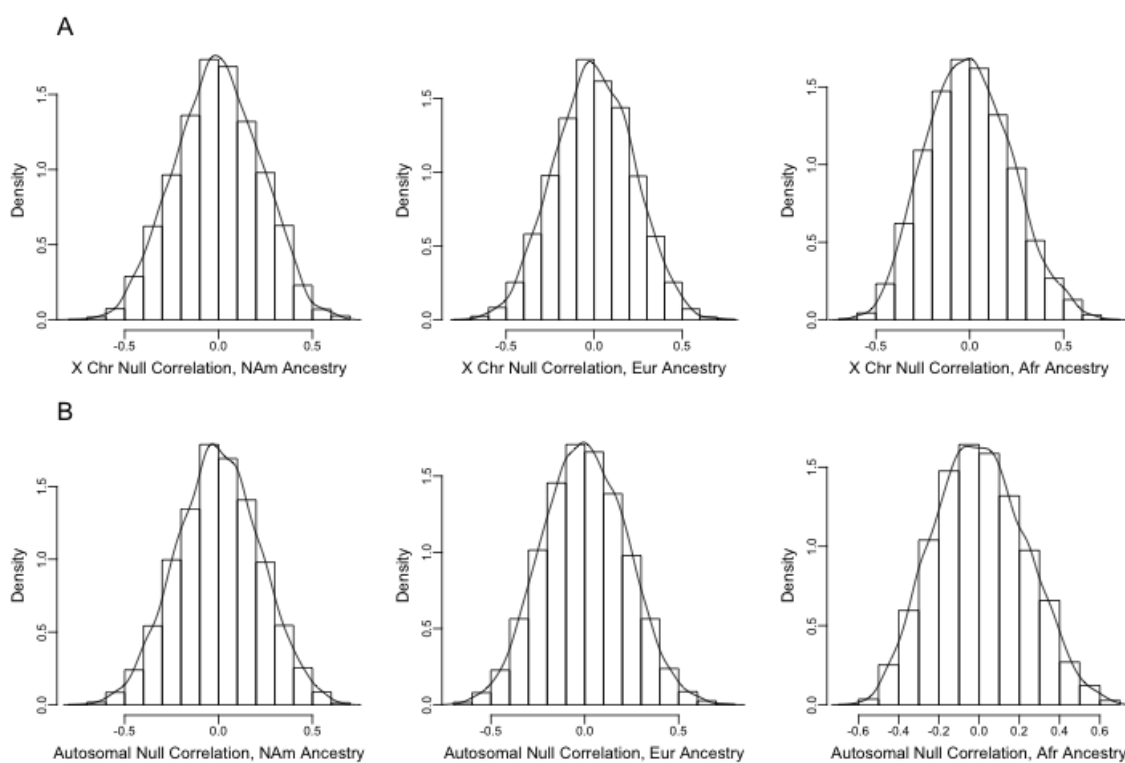 A
Density
0.0 0.5 1.0 1.5
-0.5 0.0 0.5
X Chr Null Correlation, NAm Ancestry
Density
0.0 0.5 1.0 1.5
-0.5 0.0 0.5
X Chr Null Correlation, Eur Ancestry
Density
0.0 0.5 1.0 1.5
-0.5 0.0 0.5
X Chr Null Correlation, Afr Ancestry
B
Density
0.0 0.5 1.0 1.5
-0.5 0.0 0.5
Autosomal Null Correlation, NAm Ancestry
Density
0.0 0.5 1.0 1.5
-0.5 0.0 0.5
Autosomal Null Correlation, Eur Ancestry
Density
0.0 0.5 1.0 1.5
-0.6 -0.4 -0.2 0.0 0.2 0.4 0.6
Autosomal Null Correlation, Afr Ancestry